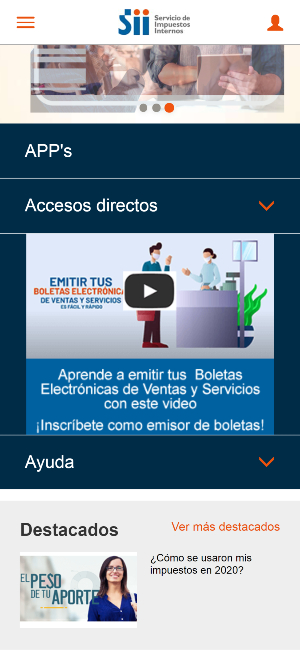 Sii
Servicio de
Impuestos
Internos
APP's
Accesos directos
EMITIR TUS
BOLETAS ELECTRÓNICA
DE VENTAS Y SERVICIOS
ES FÁCIL Y RÁPIDO
Aprende a emitir tus Boletas
Electrónicas de Ventas y Servicios
con este video
¡Inscríbete como emisor de boletas!
Ayuda
Destacados
Ver más destacados
EL PESO
DE TU APORTE
¿Cómo se usaron mis
impuestos en 2020?